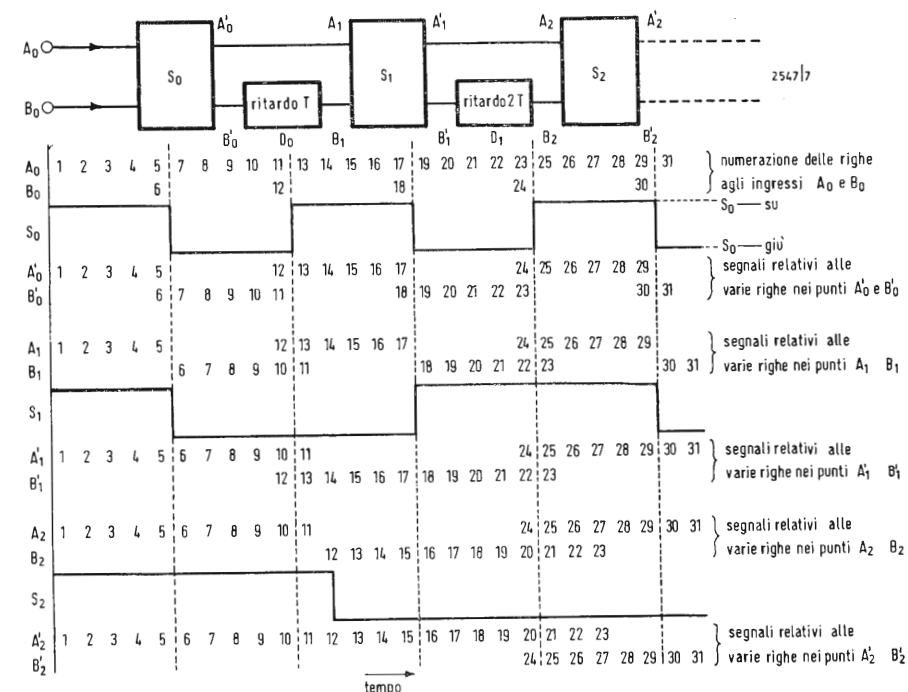 A'0 A1 A'1 A2 A'2
A0 S0 S1 S2
2547|7
B0 ritardo T ritardo 2T
B'0 D0 B1 B'1 D1 B2 B'2
A0 1 2 3 4 5 7 8 9 10 11 13 14 15 16 17 19 20 21 22 23 25 26 27 28 29 31 numerazione delle righe
B0 6 12 18 24 30 agli ingressi A0 e B0
S0 — su
S0
S0 — giù
A'0 1 2 3 4 5 12 13 14 15 16 17 24 25 26 27 28 29 segnali relativi alle
B'0 6 7 8 9 10 11 18 19 20 21 22 23 30 31 varie righe nei punti A'0 e B'0
A1 1 2 3 4 5 12 13 14 15 16 17 24 25 26 27 28 29 segnali relativi alle
B1 6 7 8 9 10 11 18 19 20 21 22 23 30 31 varie righe nei punti A1 B1
S1
A'1 1 2 3 4 5 6 7 8 9 10 11 24 25 26 27 28 29 30 31 segnali relativi alle
B'1 12 13 14 15 16 17 18 19 20 21 22 23 varie righe nei punti A'1 B'1
A2 1 2 3 4 5 6 7 8 9 10 11 24 25 26 27 28 29 30 31 segnali relativi alle
B2 12 13 14 15 16 17 18 19 20 21 22 23 varie righe nei punti A2 B2
S2
A'2 1 2 3 4 5 6 7 8 9 10 11 12 13 14 15 16 17 18 19 20 21 22 23 segnali relativi alle
B'2 24 25 26 27 28 29 30 31 varie righe nei punti A'2 B'2
tempo